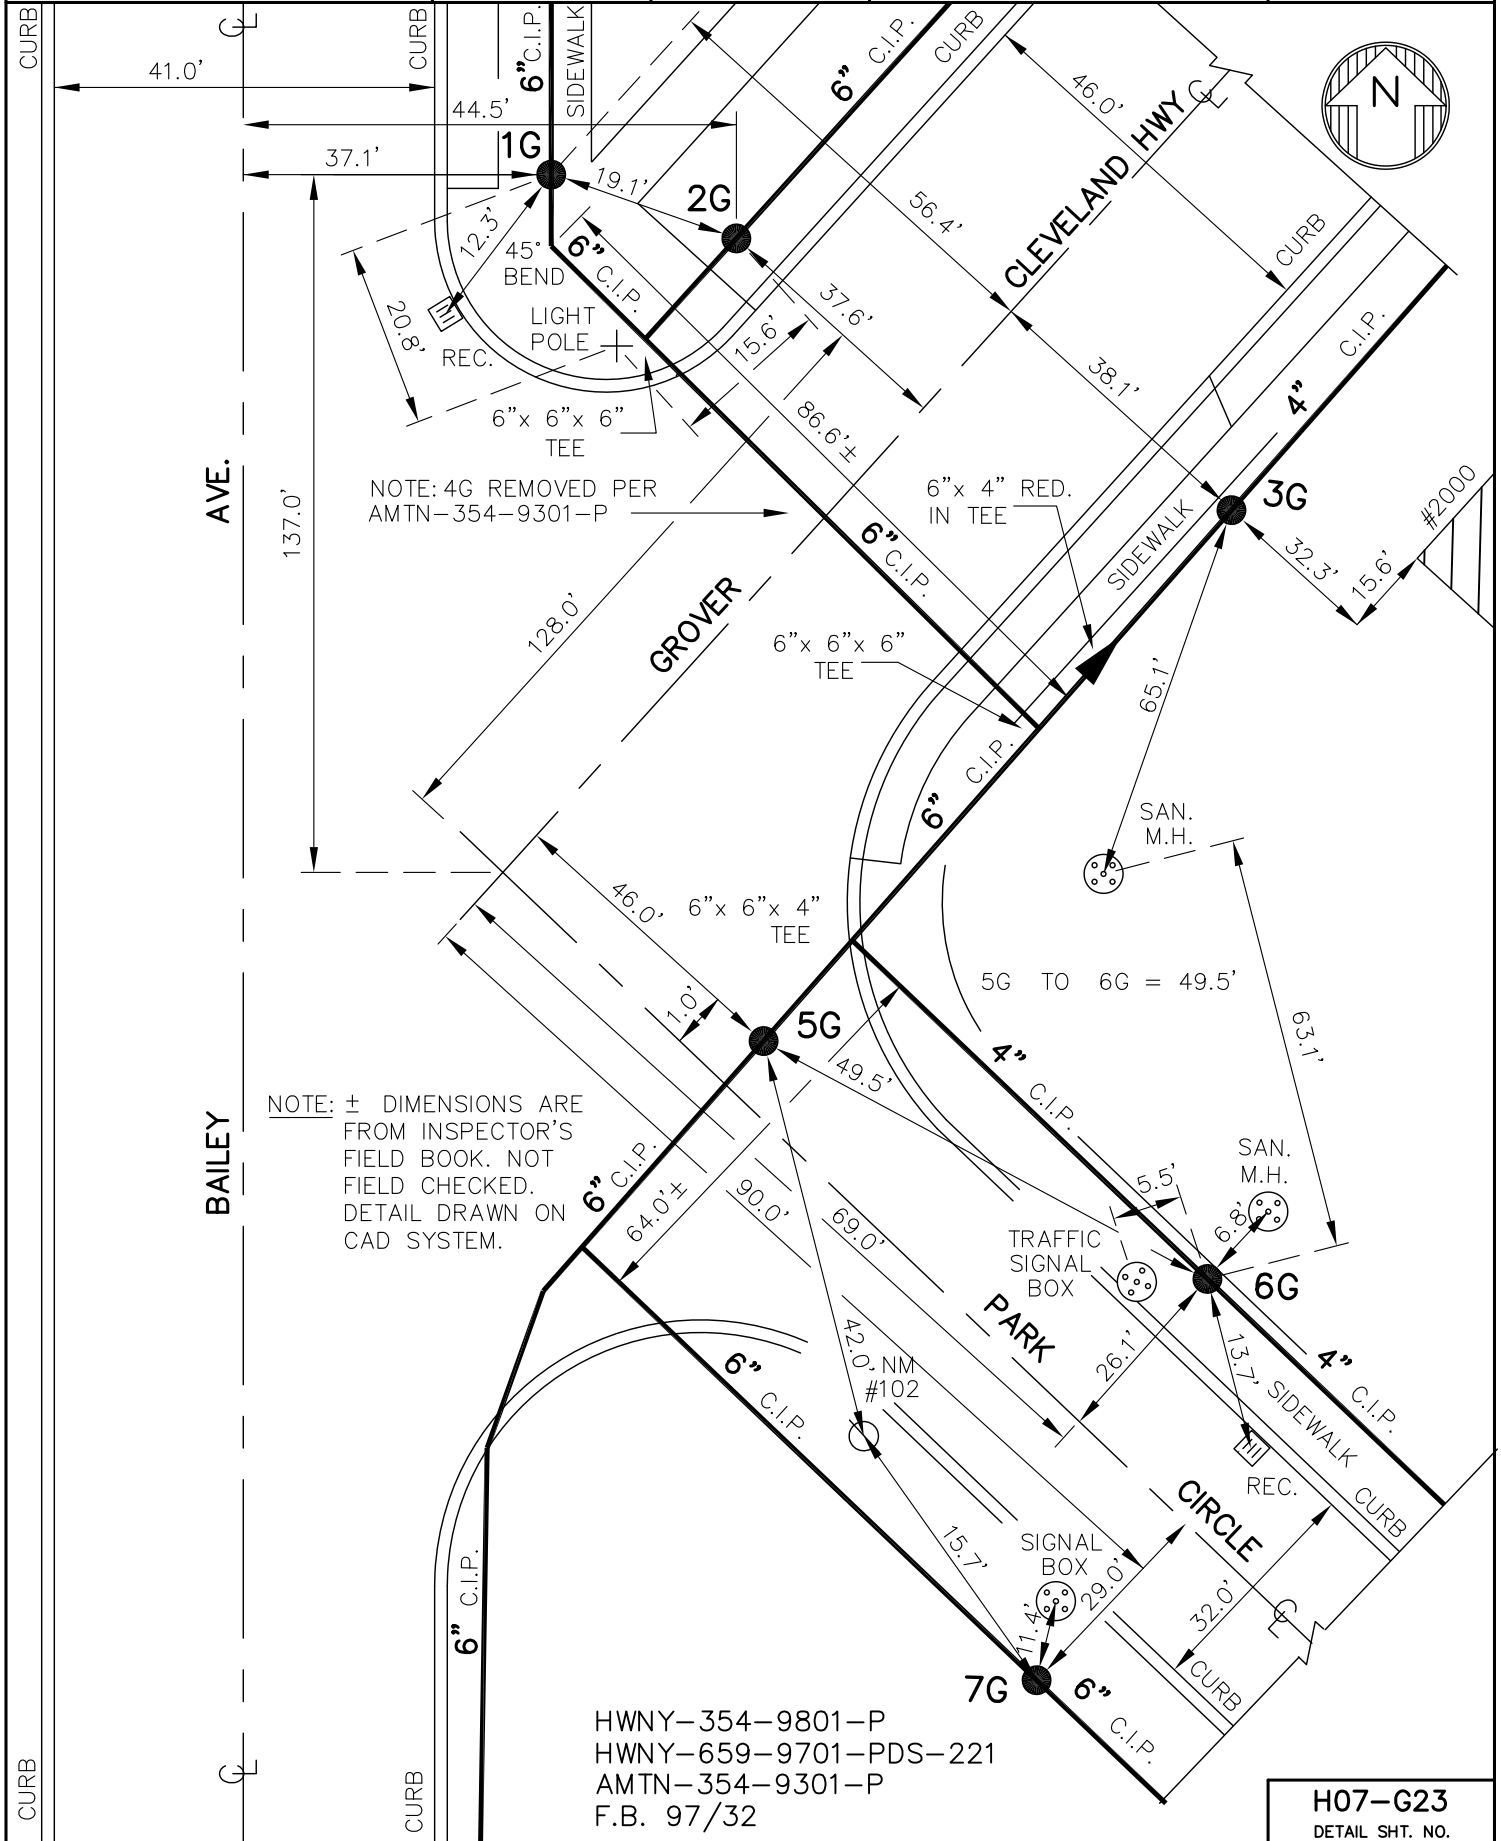 CURB
CL
CURB
6" C.I.P.
SIDEWALK
6"
C.I.P.
CURB
46.0'
CL
N
41.0'
44.5'
1G
37.1'
19.1'
2G
56.4'
CLEVELAND HWY
CURB
12.3'
45°
BEND
6" C.I.P.
20.8'
LIGHT
POLE
REC.
15.6'
37.6'
38.1'
C.I.P.
4"
6"x 6"x 6"
TEE
86.6'±
AVE.
137.0'
NOTE: 4G REMOVED PER
AMTN-354-9301-P
6"x 4" RED.
IN TEE
3G
#2000
6" C.I.P.
SIDEWALK
32.3'
15.6'
128.0'
GROVER
6"x 6"x 6"
TEE
65.1'
6" C.I.P.
SAN.
M.H.
46.0'
6"x 6"x 4"
TEE
5G TO 6G = 49.5'
1.0'
5G
63.1'
49.5'
4" C.I.P.
NOTE: ± DIMENSIONS ARE
FROM INSPECTOR'S
FIELD BOOK. NOT
FIELD CHECKED.
DETAIL DRAWN ON
CAD SYSTEM.
BAILEY
6" C.I.P.
64.0'±
90.0'
69.0'
SAN.
M.H.
5.5'
6.8'
TRAFFIC
SIGNAL
BOX
6G
PARK
26.1'
13.7'
4" C.I.P.
42.0'
NM
#102
6" C.I.P.
SIDEWALK
REC.
CURB
CIRCLE
15.7'
SIGNAL
BOX
29.0'
32.0'
CL
11.4'
6" C.I.P.
7G
6" C.I.P.
CURB
HWNY-354-9801-P
HWNY-659-9701-PDS-221
AMTN-354-9301-P
F.B. 97/32
CURB
CL
CURB
H07-G23
DETAIL SHT. NO.